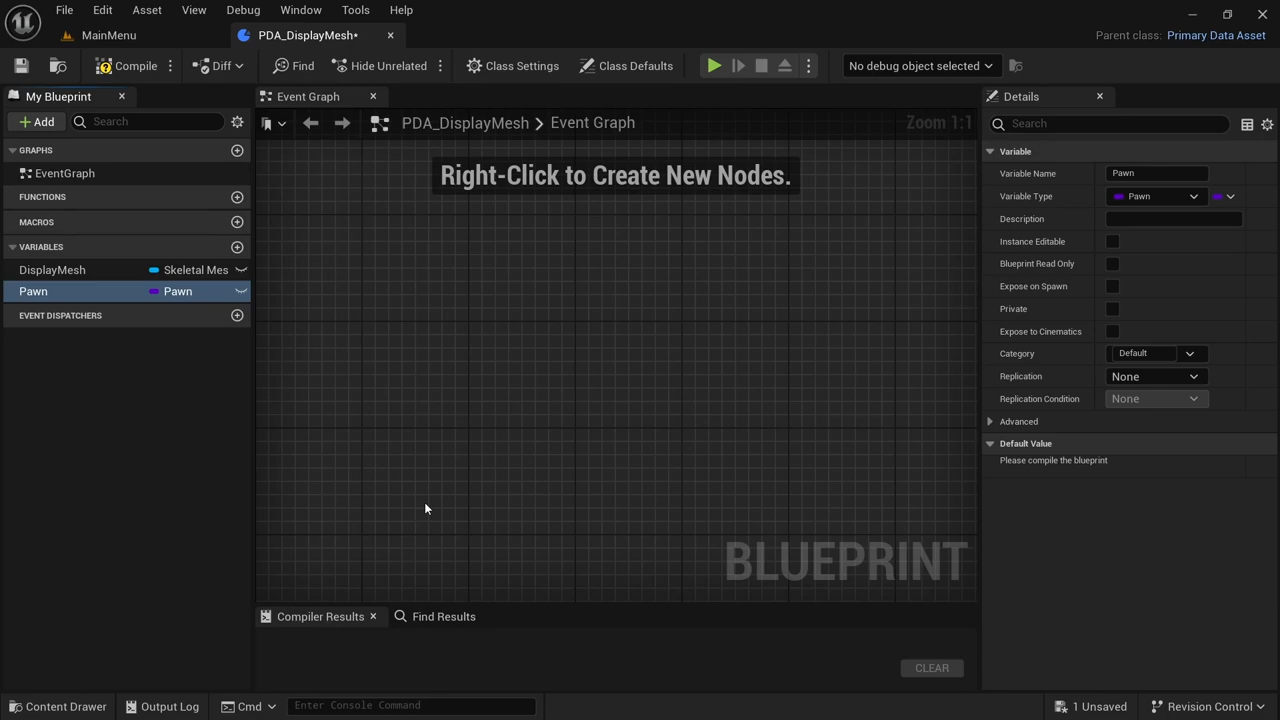 File Edit Asset View Debug Window Tools Help
MainMenu
PDA_DisplayMesh*
Parent class: Primary Data Asset
Compile
Diff
Find
Hide Unrelated
Class Settings
Class Defaults
No debug object selected
My Blueprint
Event Graph
Details
Add
Search
PDA_DisplayMesh > Event Graph
Zoom 1:1
Search
GRAPHS
EventGraph
FUNCTIONS
MACROS
VARIABLES
DisplayMesh Skeletal Mes
Pawn Pawn
EVENT DISPATCHERS
Right-Click to Create New Nodes.
BLUEPRINT
Variable
Variable Name Pawn
Variable Type Pawn
Description
Instance Editable
Blueprint Read Only
Expose on Spawn
Private
Expose to Cinematics
Category Default
Replication None
Replication Condition None
Advanced
Default Value
Please compile the blueprint
Compiler Results
Find Results
CLEAR
Content Drawer
Output Log
Cmd
Enter Console Command
1 Unsaved
Revision Control